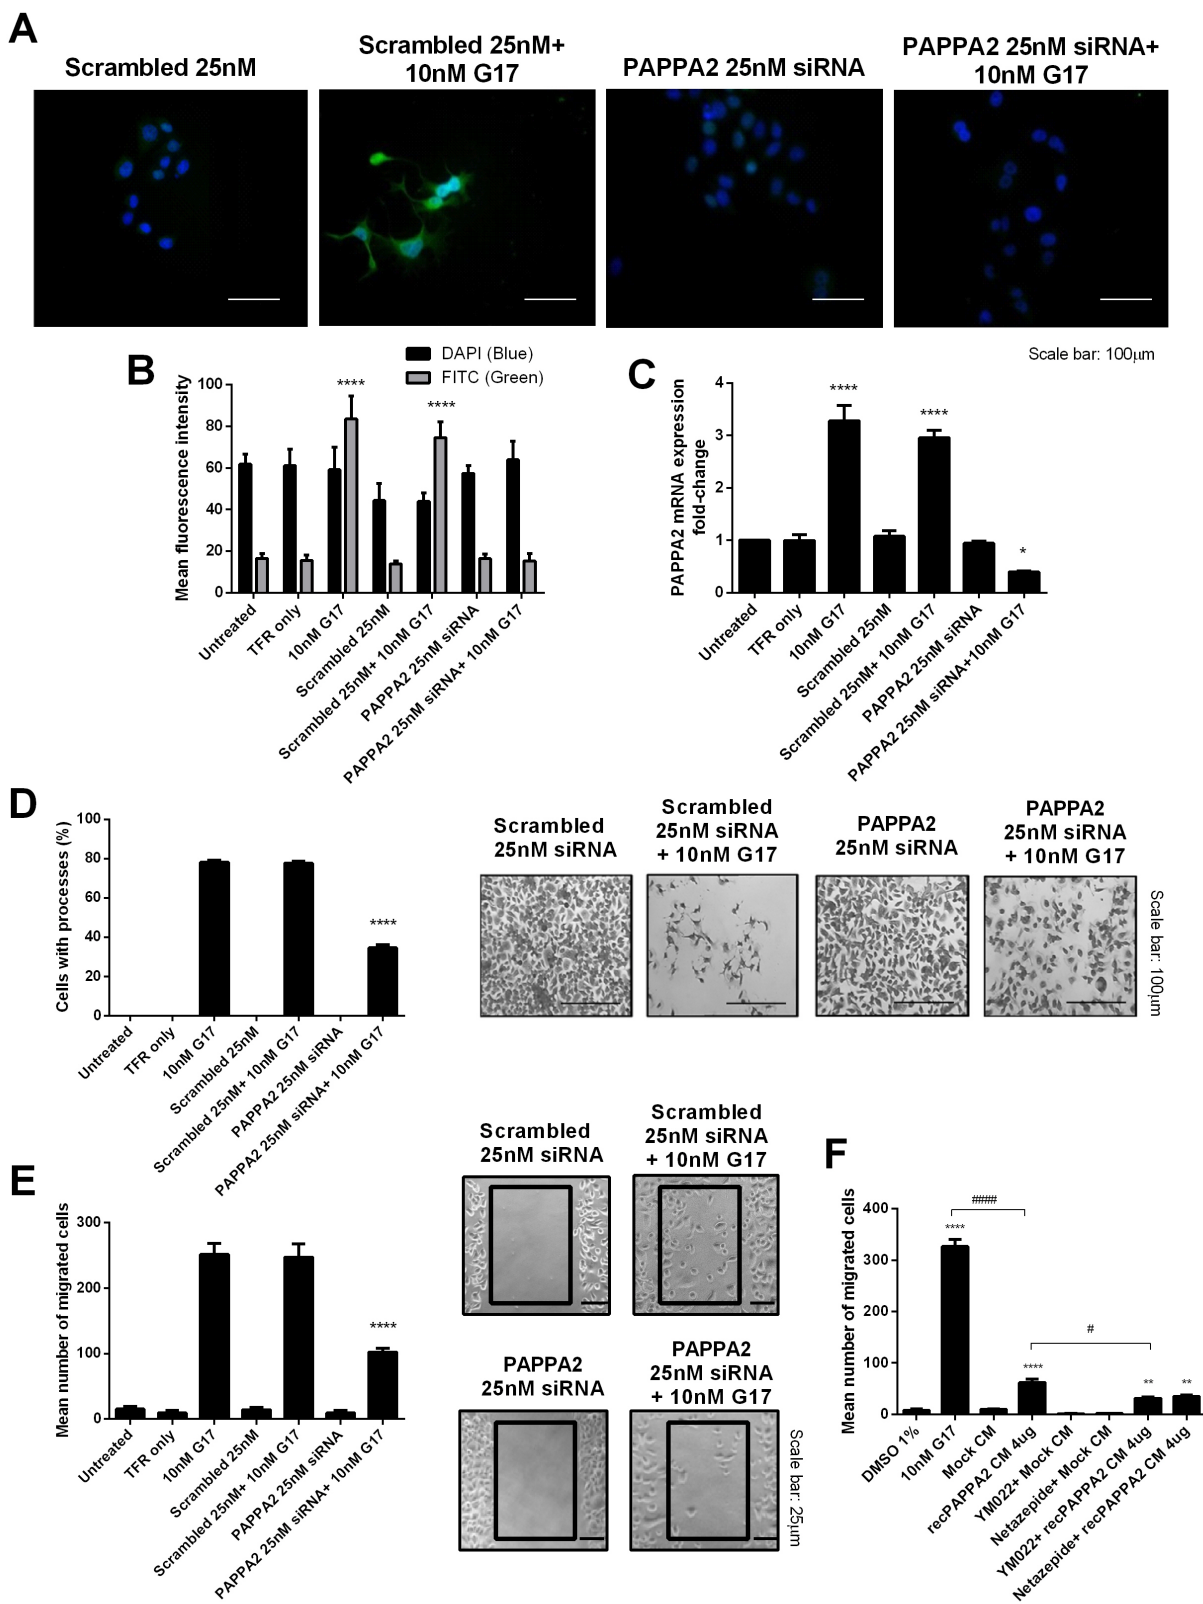 A
Scrambled 25nM
Scrambled 25nM+
10nM G17
PAPPA2 25nM siRNA
PAPPA2 25nM siRNA+
10nM G17
Scale bar: 100μm
B
DAPI (Blue)
FITC (Green)
Mean fluorescence intensity
100
80
60
40
20
0
****
****
Untreated
TFR only
10nM G17
Scrambled 25nM
Scrambled 25nM+ 10nM G17
PAPPA2 25nM siRNA
PAPPA2 25nM siRNA+ 10nM G17
C
PAPPA2 mRNA expression
fold-change
4
3
2
1
0
****
****
*
Untreated
TFR only
10nM G17
Scrambled 25nM
Scrambled 25nM+ 10nM G17
PAPPA2 25nM siRNA
PAPPA2 25nM siRNA+10nM G17
D
Cells with processes (%)
100
80
60
40
20
0
****
Untreated
TFR only
10nM G17
Scrambled 25nM
Scrambled 25nM+ 10nM G17
PAPPA2 25nM siRNA
PAPPA2 25nM siRNA+ 10nM G17
Scrambled
25nM siRNA
Scrambled
25nM siRNA
+ 10nM G17
PAPPA2
25nM siRNA
PAPPA2
25nM siRNA
+ 10nM G17
Scale bar: 100μm
E
Mean number of migrated cells
300
200
100
0
****
Untreated
TFR only
10nM G17
Scrambled 25nM
Scrambled 25nM+ 10nM G17
PAPPA2 25nM siRNA
PAPPA2 25nM siRNA+ 10nM G17
Scrambled
25nM siRNA
Scrambled
25nM siRNA
+ 10nM G17
PAPPA2
25nM siRNA
PAPPA2
25nM siRNA
+ 10nM G17
Scale bar: 25μm
F
Mean number of migrated cells
400
300
200
100
0
####
****
#
****
**
**
DMSO 1%
10nM G17
Mock CM
recPAPPA2 CM 4ug
YM022+ Mock CM
Netazepide+ Mock CM
YM022+ recPAPPA2 CM 4ug
Netazepide+ recPAPPA2 CM 4ug